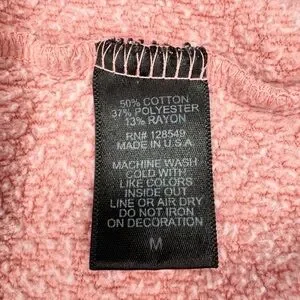 50% COTTON
37% POLYESTER
13% RAYON
RN# 128549
MADE IN U.S.A
MACHINE WASH
COLD WITH
LIKE COLORS
INSIDE OUT
LINE OR AIR DRY
DO NOT IRON
ON DECORATION
M